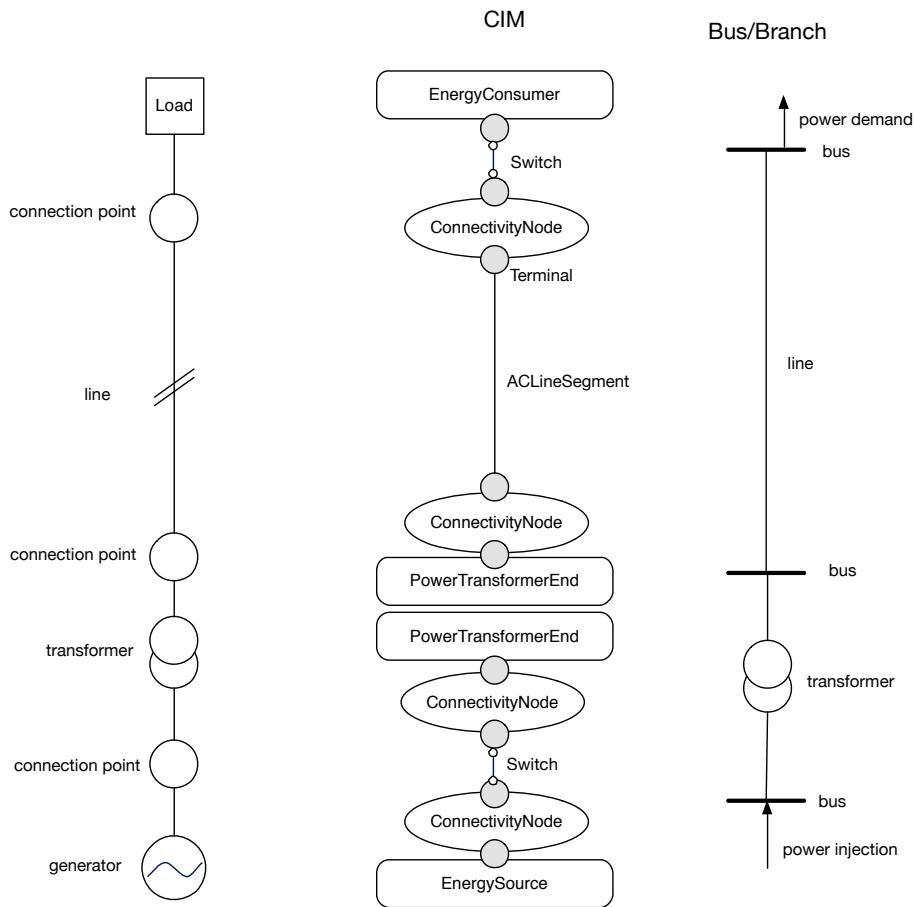 CIM
Bus/Branch
Load
connection point
line
connection point
transformer
connection point
generator
EnergyConsumer
Switch
ConnectivityNode
Terminal
ACLineSegment
ConnectivityNode
PowerTransformerEnd
PowerTransformerEnd
ConnectivityNode
Switch
ConnectivityNode
EnergySource
power demand
bus
line
bus
transformer
bus
power injection